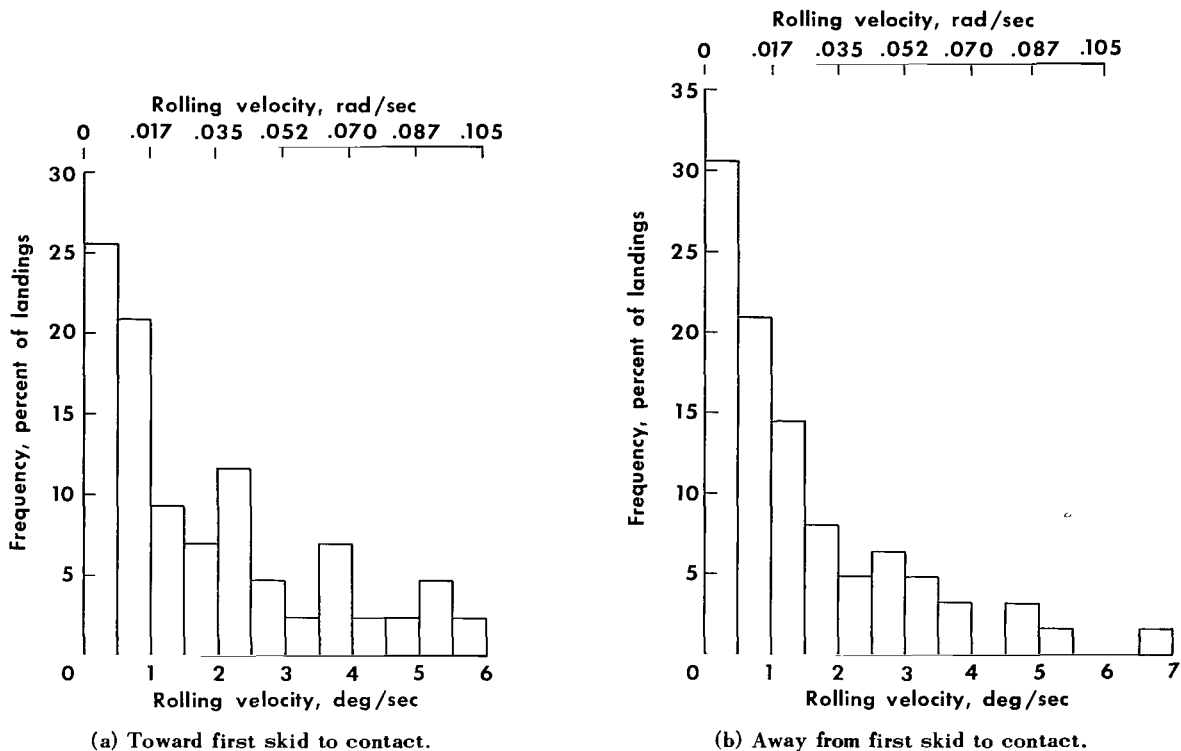 Rolling velocity, rad/sec
0 .017 .035 .052 .070 .087 .105
30
25
20
15
10
5
Frequency, percent of landings
0 1 2 3 4 5 6
Rolling velocity, deg/sec
(a) Toward first skid to contact.
Rolling velocity, rad/sec
0 .017 .035 .052 .070 .087 .105
35
30
25
20
15
10
5
Frequency, percent of landings
0 1 2 3 4 5 6 7
Rolling velocity, deg/sec
(b) Away from first skid to contact.